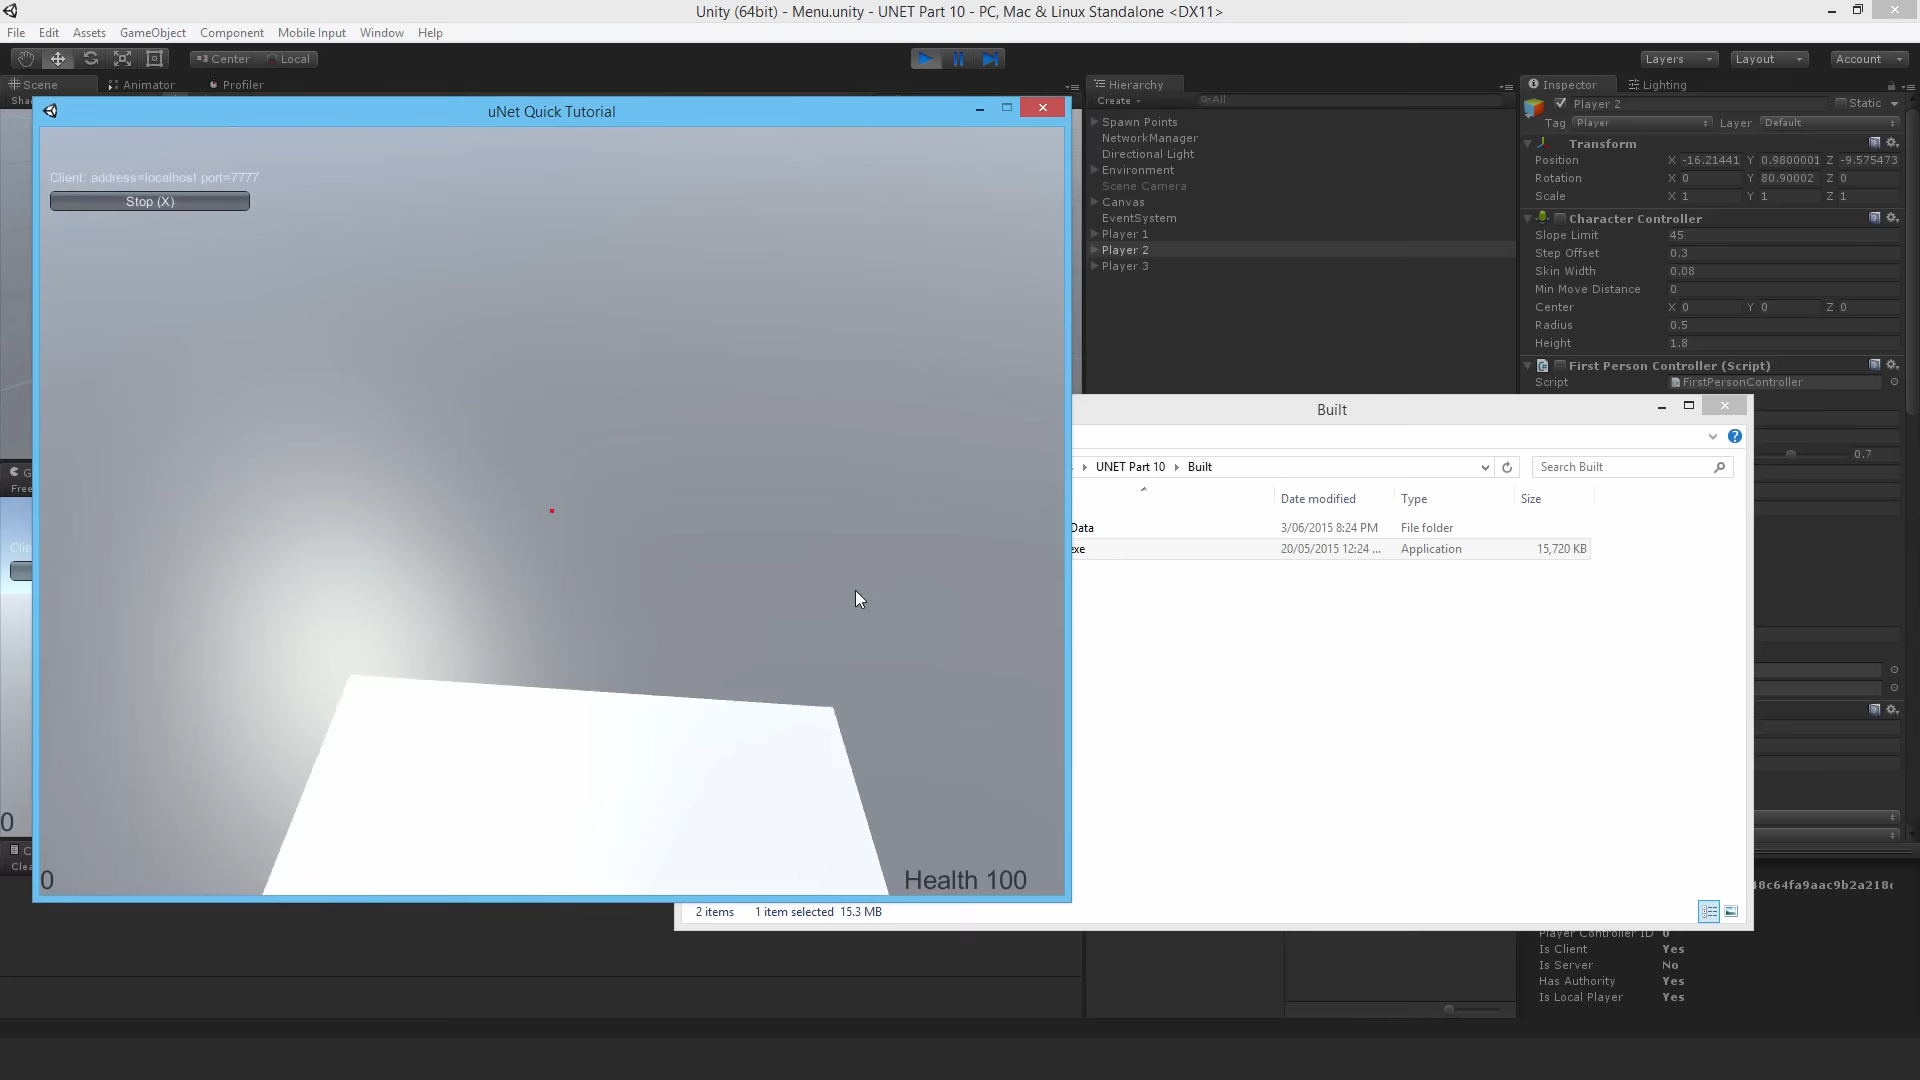 Unity (64bit) - Menu.unity - UNET Part 10 - PC, Mac & Linux Standalone <DX11>
File Edit Assets GameObject Component Mobile Input Window Help
Center Local
Layers Layout Account
Scene Animator Profiler
Hierarchy
Create All
Spawn Points
NetworkManager
Directional Light
Environment
Scene Camera
Canvas
EventSystem
Player 1
Player 2
Player 3
Inspector Lighting
Player 2 Static
Tag Player Layer Default
Transform
Position X -16.21441 Y 0.9800001 Z -9.575473
Rotation X 0 Y 80.90002 Z 0
Scale X 1 Y 1 Z 1
Character Controller
Slope Limit 45
Step Offset 0.3
Skin Width 0.08
Min Move Distance 0
Center X 0 Y 0 Z 0
Radius 0.5
Height 1.8
First Person Controller (Script)
Script FirstPersonController
0.7
uNet Quick Tutorial
Client: address=localhost port=7777
Stop (X)
0
Health 100
Free
0
Built
UNET Part 10 Built
Search Built
Date modified Type Size
Data 3/06/2015 8:24 PM File folder
exe 20/05/2015 12:24 ... Application 15,720 KB
2 items 1 item selected 15.3 MB
Player Controller ID 0
Is Client Yes
Is Server No
Has Authority Yes
Is Local Player Yes